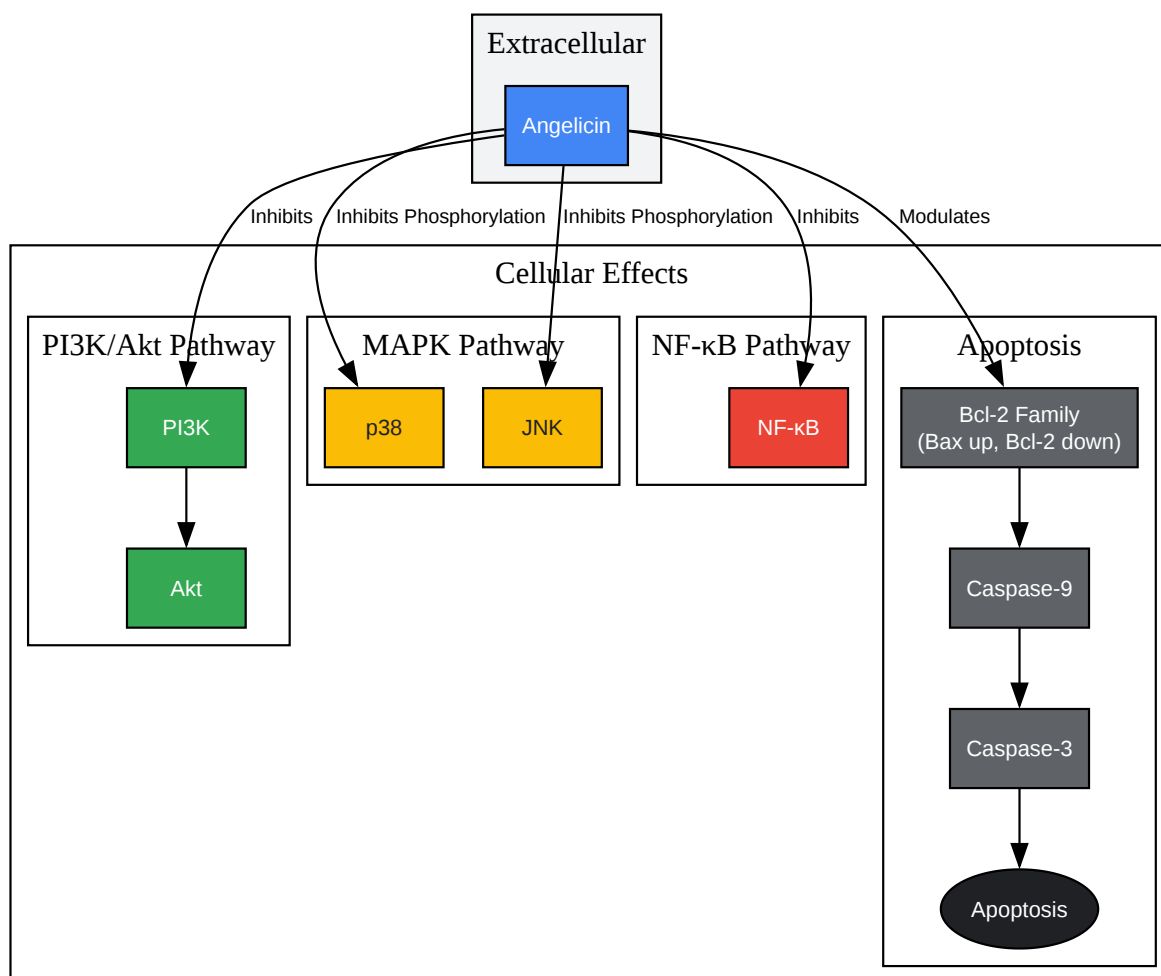 Extracellular
Angelicin
Inhibits
Inhibits Phosphorylation
Inhibits Phosphorylation
Inhibits
Modulates
Cellular Effects
PI3K/Akt Pathway
MAPK Pathway
NF-κB Pathway
Apoptosis
PI3K
p38
JNK
NF-κB
Bcl-2 Family
(Bax up, Bcl-2 down)
Akt
Caspase-9
Caspase-3
Apoptosis